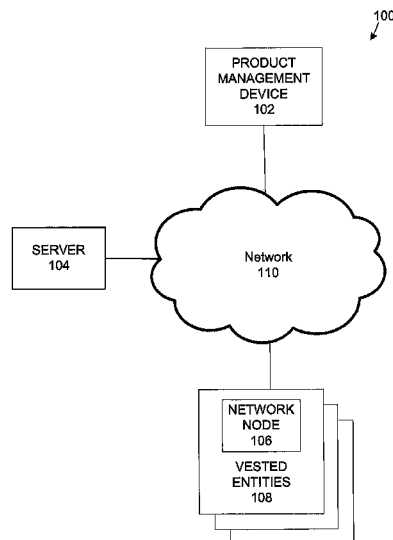 100
PRODUCT
MANAGEMENT
DEVICE
102
SERVER
104
Network
110
NETWORK
NODE
106
VESTED
ENTITIES
108